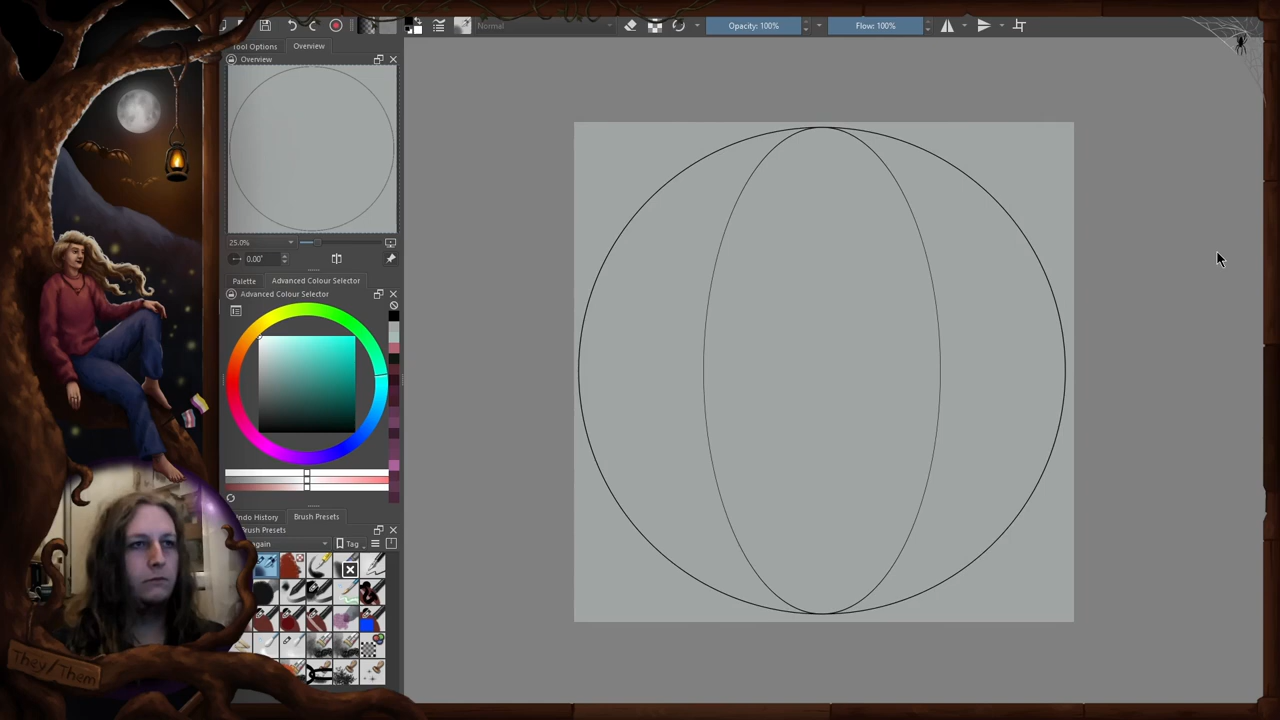 Normal
Opacity: 100%
Flow: 100%
Tool Options
Overview
Overview
25.0%
0.00°
Palette
Advanced Colour Selector
Advanced Colour Selector
Undo History
Brush Presets
Brush Presets
again
Tag
They/Them